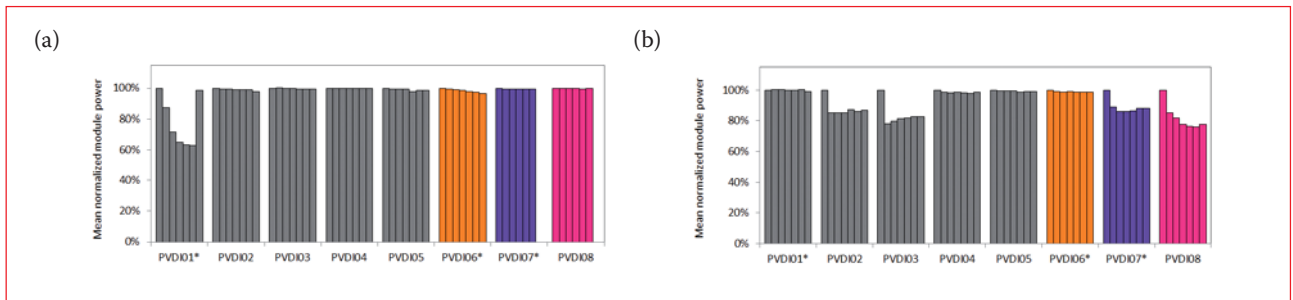 (a)
Mean normalized module power
100%
80%
60%
40%
20%
0%
PVDI01* PVDI02 PVDI03 PVDI04 PVDI05 PVDI06* PVDI07* PVDI08
(b)
Mean normalized module power
100%
80%
60%
40%
20%
0%
PVDI01* PVDI02 PVDI03 PVDI04 PVDI05 PVDI06* PVDI07* PVDI08